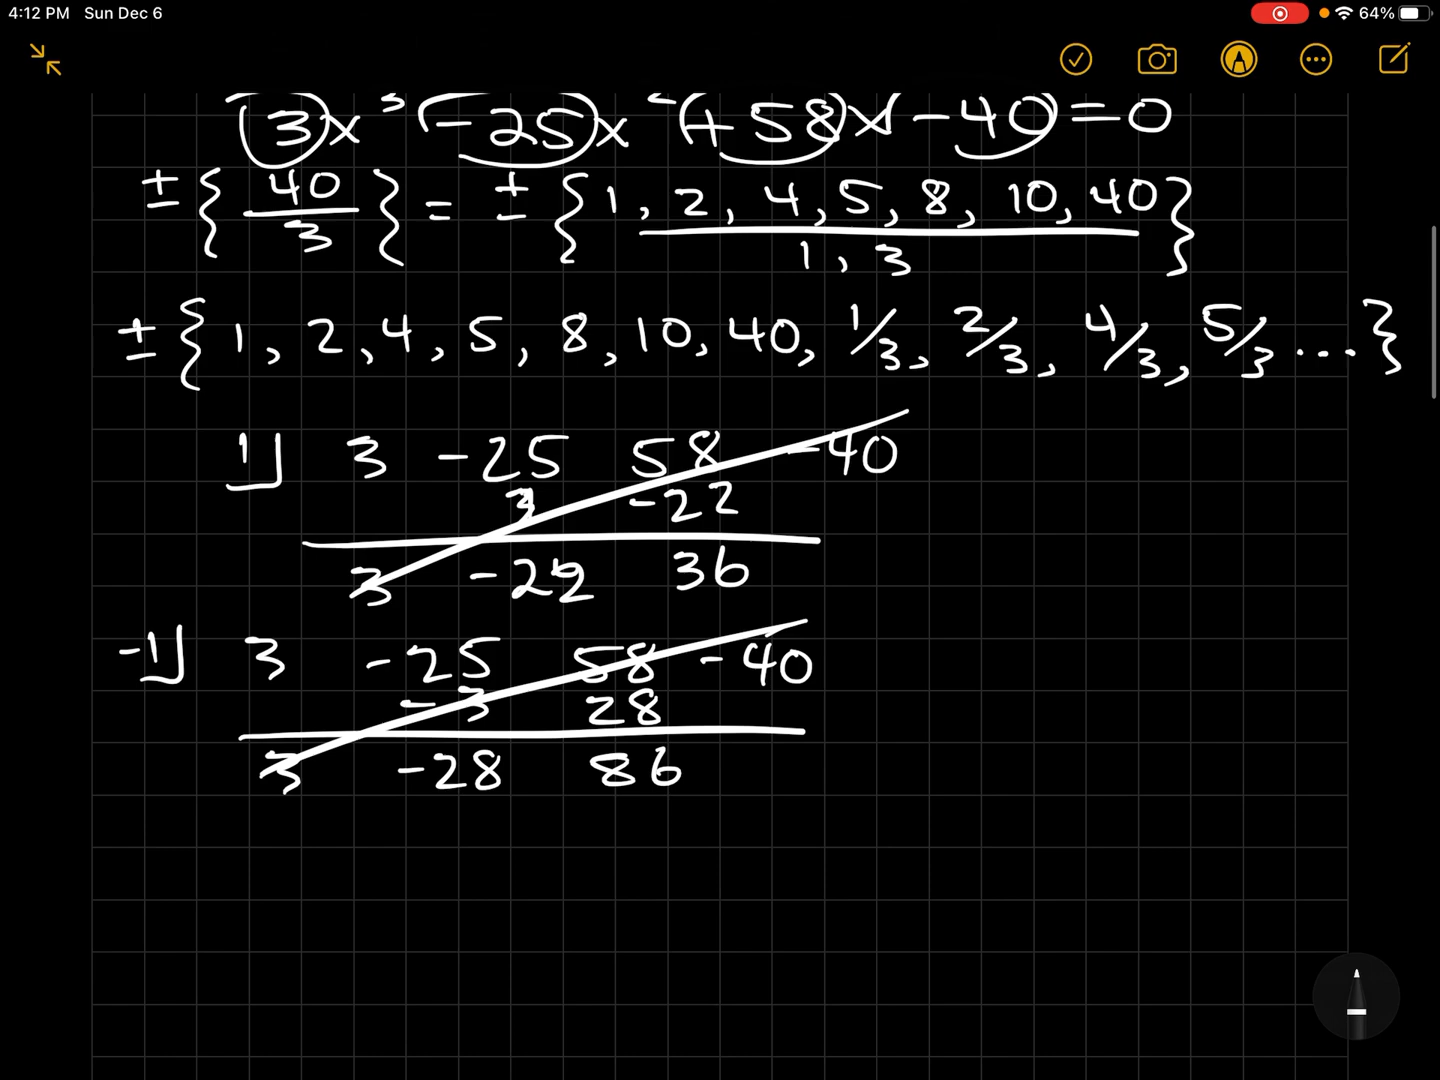 4:12 PM Sun Dec 6 64%
3x³ - 25x² + 58x - 40 = 0
± { 40/3 } = ± { 1, 2, 4, 5, 8, 10, 40 / 1, 3 }
± { 1, 2, 4, 5, 8, 10, 40, 1/3, 2/3, 4/3, 5/3 ... }
1⌋ 3 -25 58 -40
3 -22
3 -22 36
-1⌋ 3 -25 58 -40
-3 28
3 -28 86